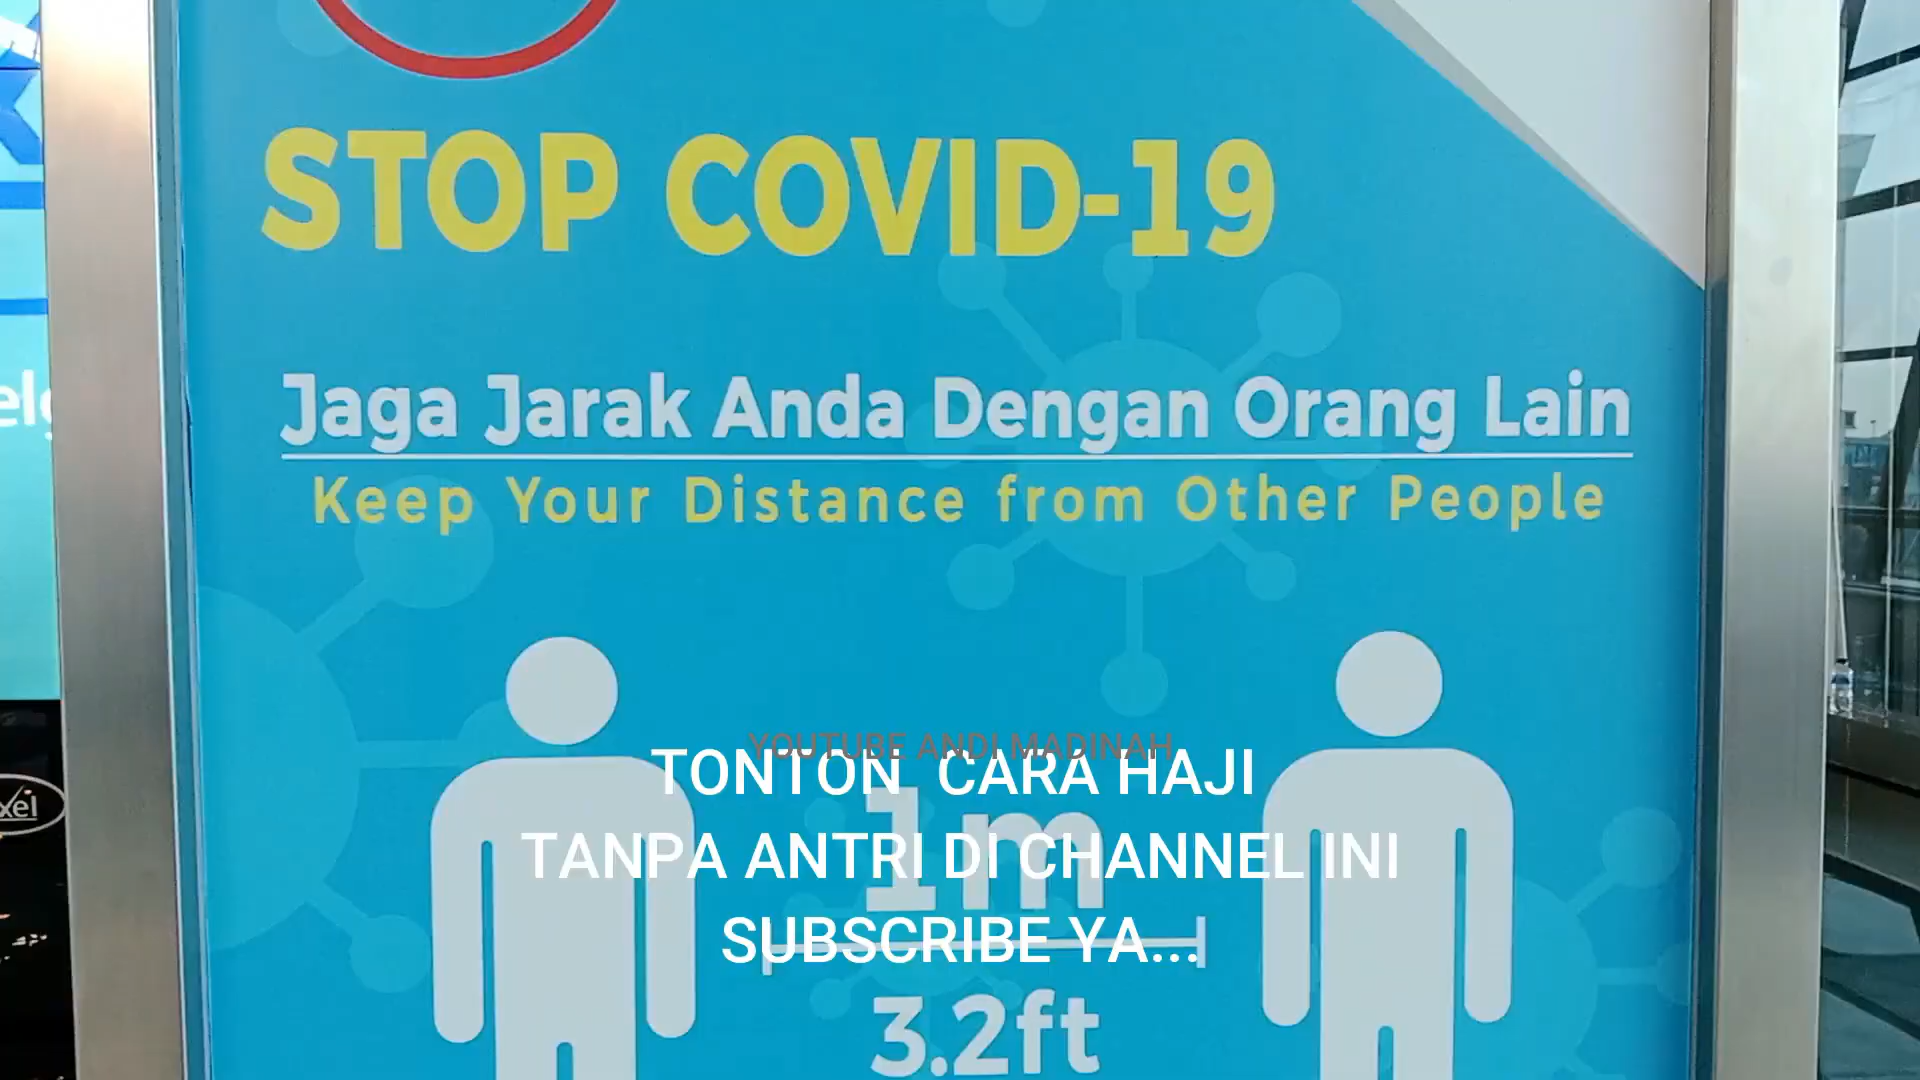 STOP COVID-19
Jaga Jarak Anda Dengan Orang Lain
Keep Your Distance from Other People
YOUTUBE ANDI MADINAH
TONTON CARA HAJI
TANPA ANTRI DI CHANNEL INI
SUBSCRIBE YA...
1m
3.2ft